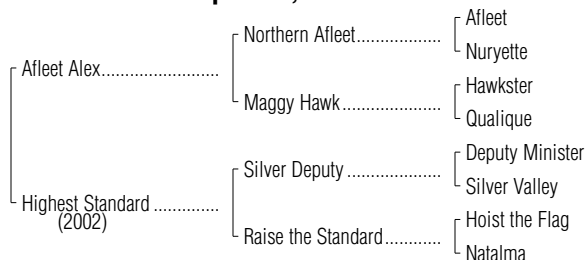 Afleet
Northern Afleet
Nuryette
Afleet Alex
Hawkster
Maggy Hawk
Qualique
Deputy Minister
Silver Deputy
Silver Valley
Highest Standard
(2002)
Hoist the Flag
Raise the Standard
Natalma